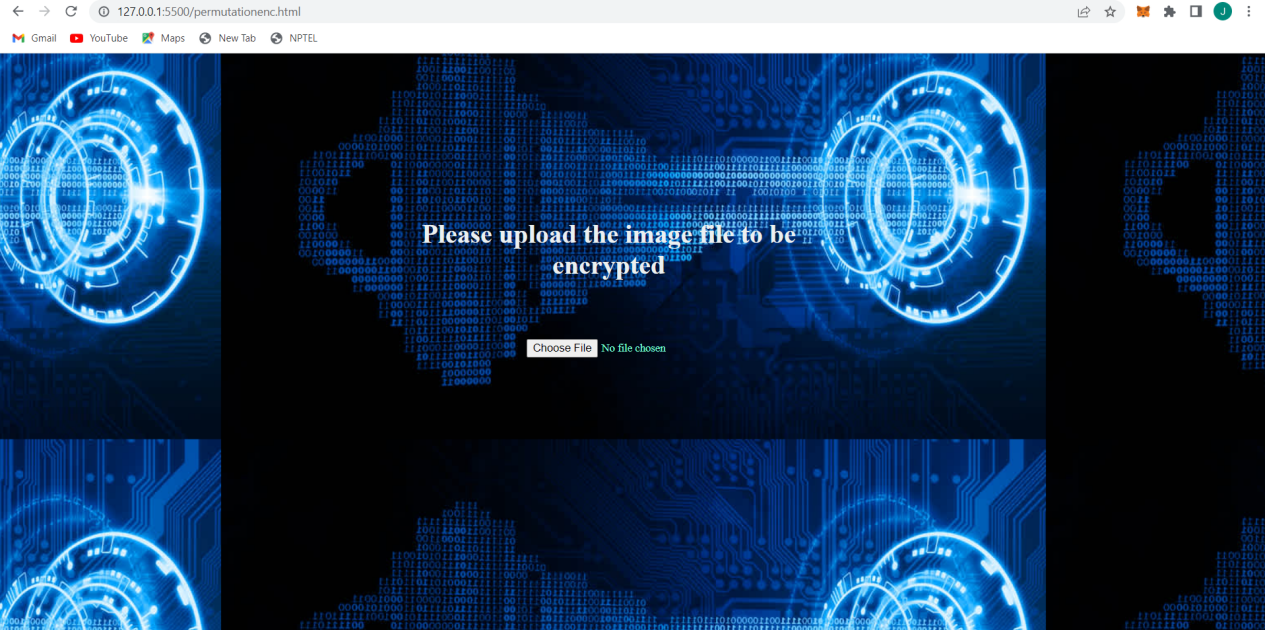 127.0.0.1:5500/permutationenc.html
J
Gmail YouTube Maps New Tab NPTEL
Please upload the image file to be
encrypted
Choose File No file chosen